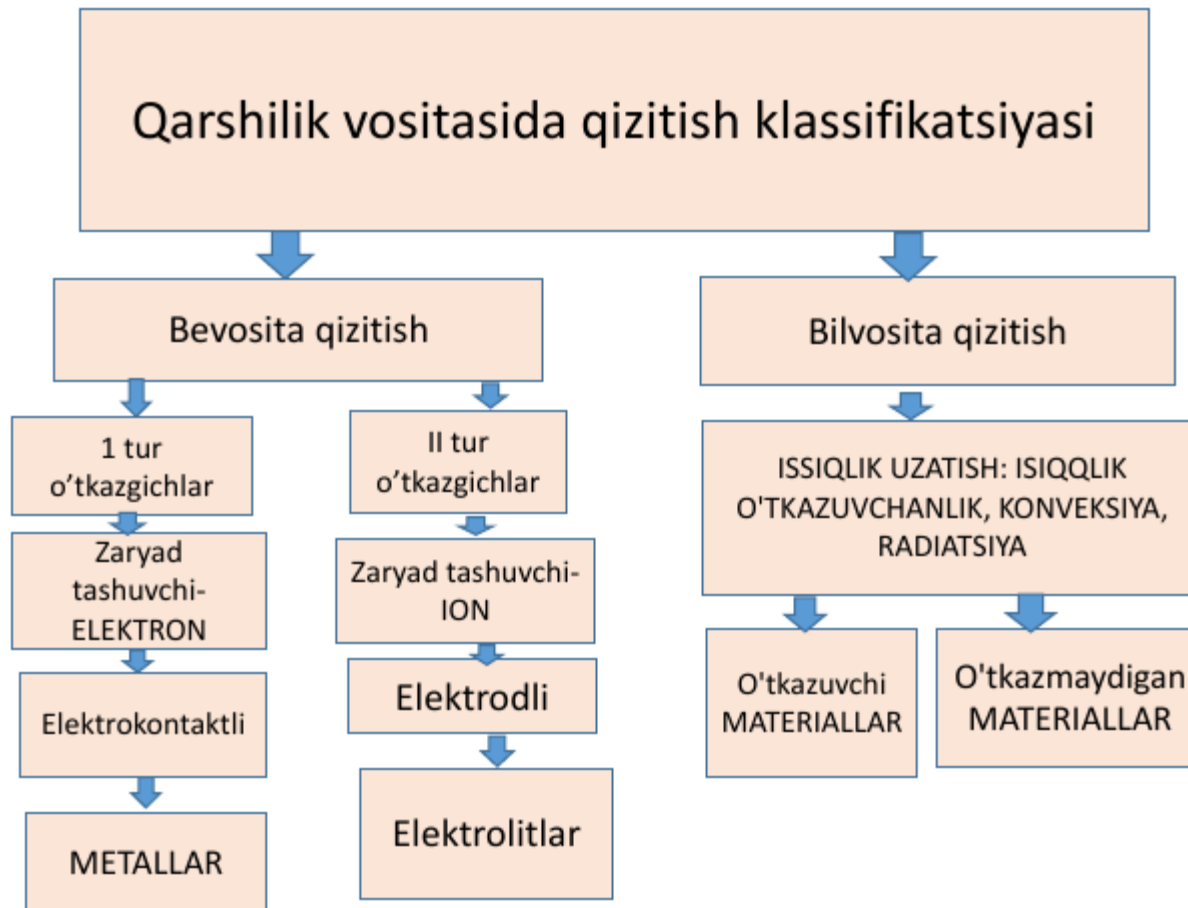 Qarshilik vositasida qizitish klassifikatsiyasi
Bevosita qizitish
Bilvosita qizitish
1 tur
o’tkazgichlar
II tur
o’tkazgichlar
ISSIQLIK UZATISH: ISIQQLIK
O'TKAZUVCHANLIK, KONVEKSIYA,
RADIATSIYA
Zaryad
tashuvchi-
ELEKTRON
Zaryad tashuvchi-
ION
O'tkazuvchi
MATERIALLAR
O'tkazmaydigan
MATERIALLAR
Elektrokontaktli
Elektrodli
METALLAR
Elektrolitlar